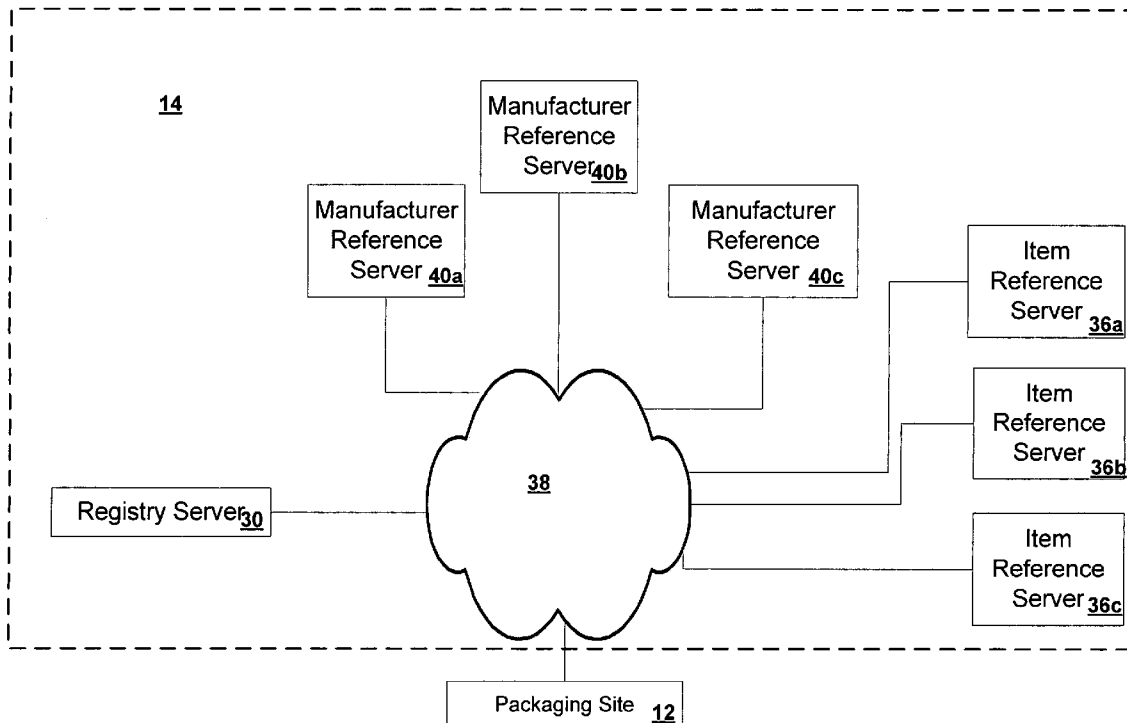 14
Manufacturer
Reference
Server 40b
Manufacturer
Reference
Server 40a
Manufacturer
Reference
Server 40c
Item
Reference
Server 36a
Item
Reference
Server 36b
Item
Reference
Server 36c
38
Registry Server 30
Packaging Site 12